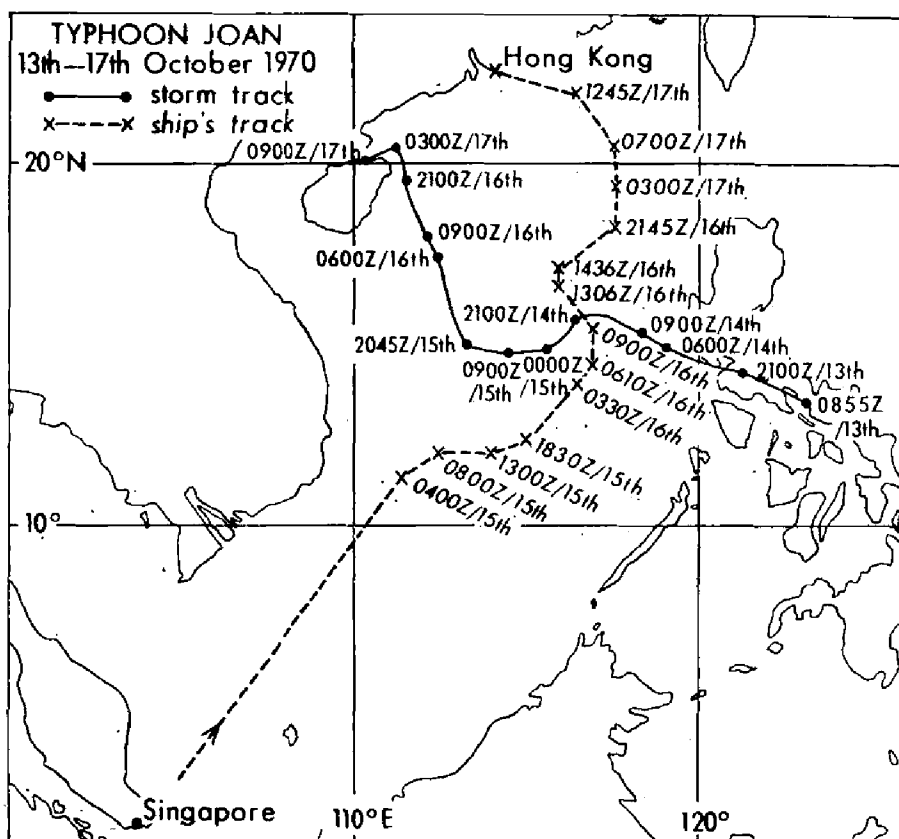 TYPHOON JOAN
13th—17th October 1970
storm track
ship's track
Hong Kong
1245Z/17th
0900Z/17th
0300Z/17th
0700Z/17th
20°N
2100Z/16th
0300Z/17th
0900Z/16th
2145Z/16th
0600Z/16th
1436Z/16th
1306Z/16th
2100Z/14th
0900Z/14th
2045Z/15th
0600Z/14th
0900Z
/15th
0000Z
/15th
0900Z/16th
2100Z/13th
0610Z/16th
0330Z/16th
0855Z
/13th
1830Z/15th
1300Z/15th
0800Z/15th
0400Z/15th
10°
Singapore
110°E
120°